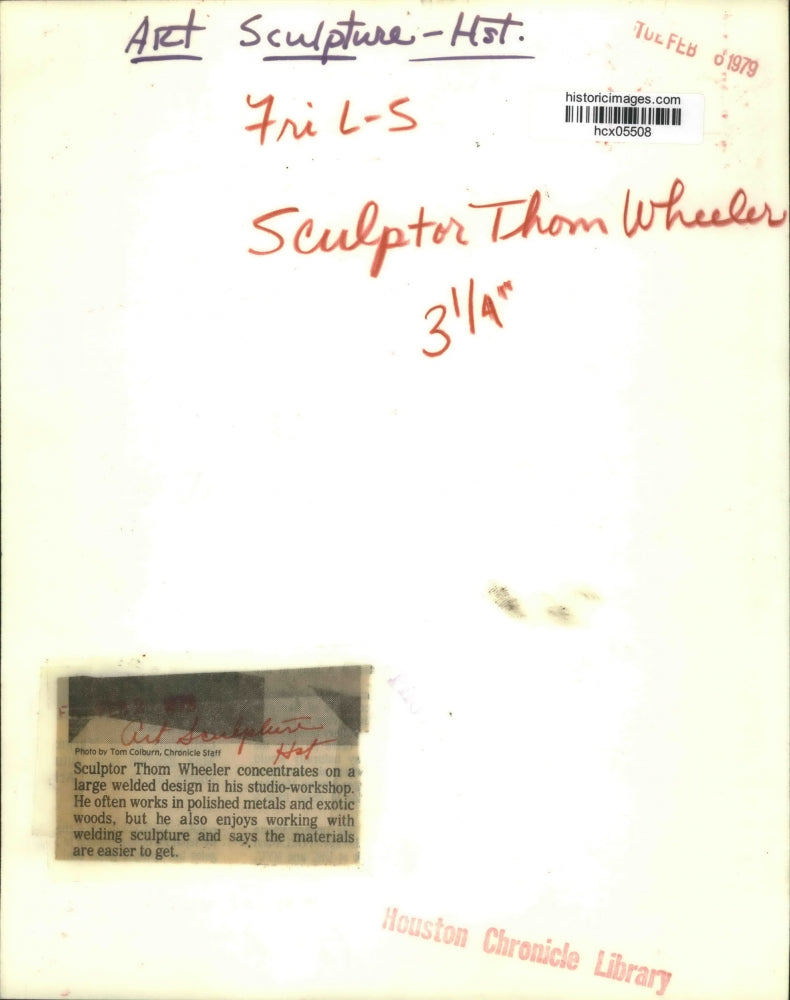 Art Sculpture - Hst.
TUE FEB 6 1979
historicimages.com
hcx05508
Fri L-S
Sculptor Thom Wheeler
3 1/4"
Art Sculpture
Hst
Photo by Tom Colburn, Chronicle Staff
Sculptor Thom Wheeler concentrates on a
large welded design in his studio-workshop.
He often works in polished metals and exotic
woods, but he also enjoys working with
welding sculpture and says the materials
are easier to get.
Houston Chronicle Library